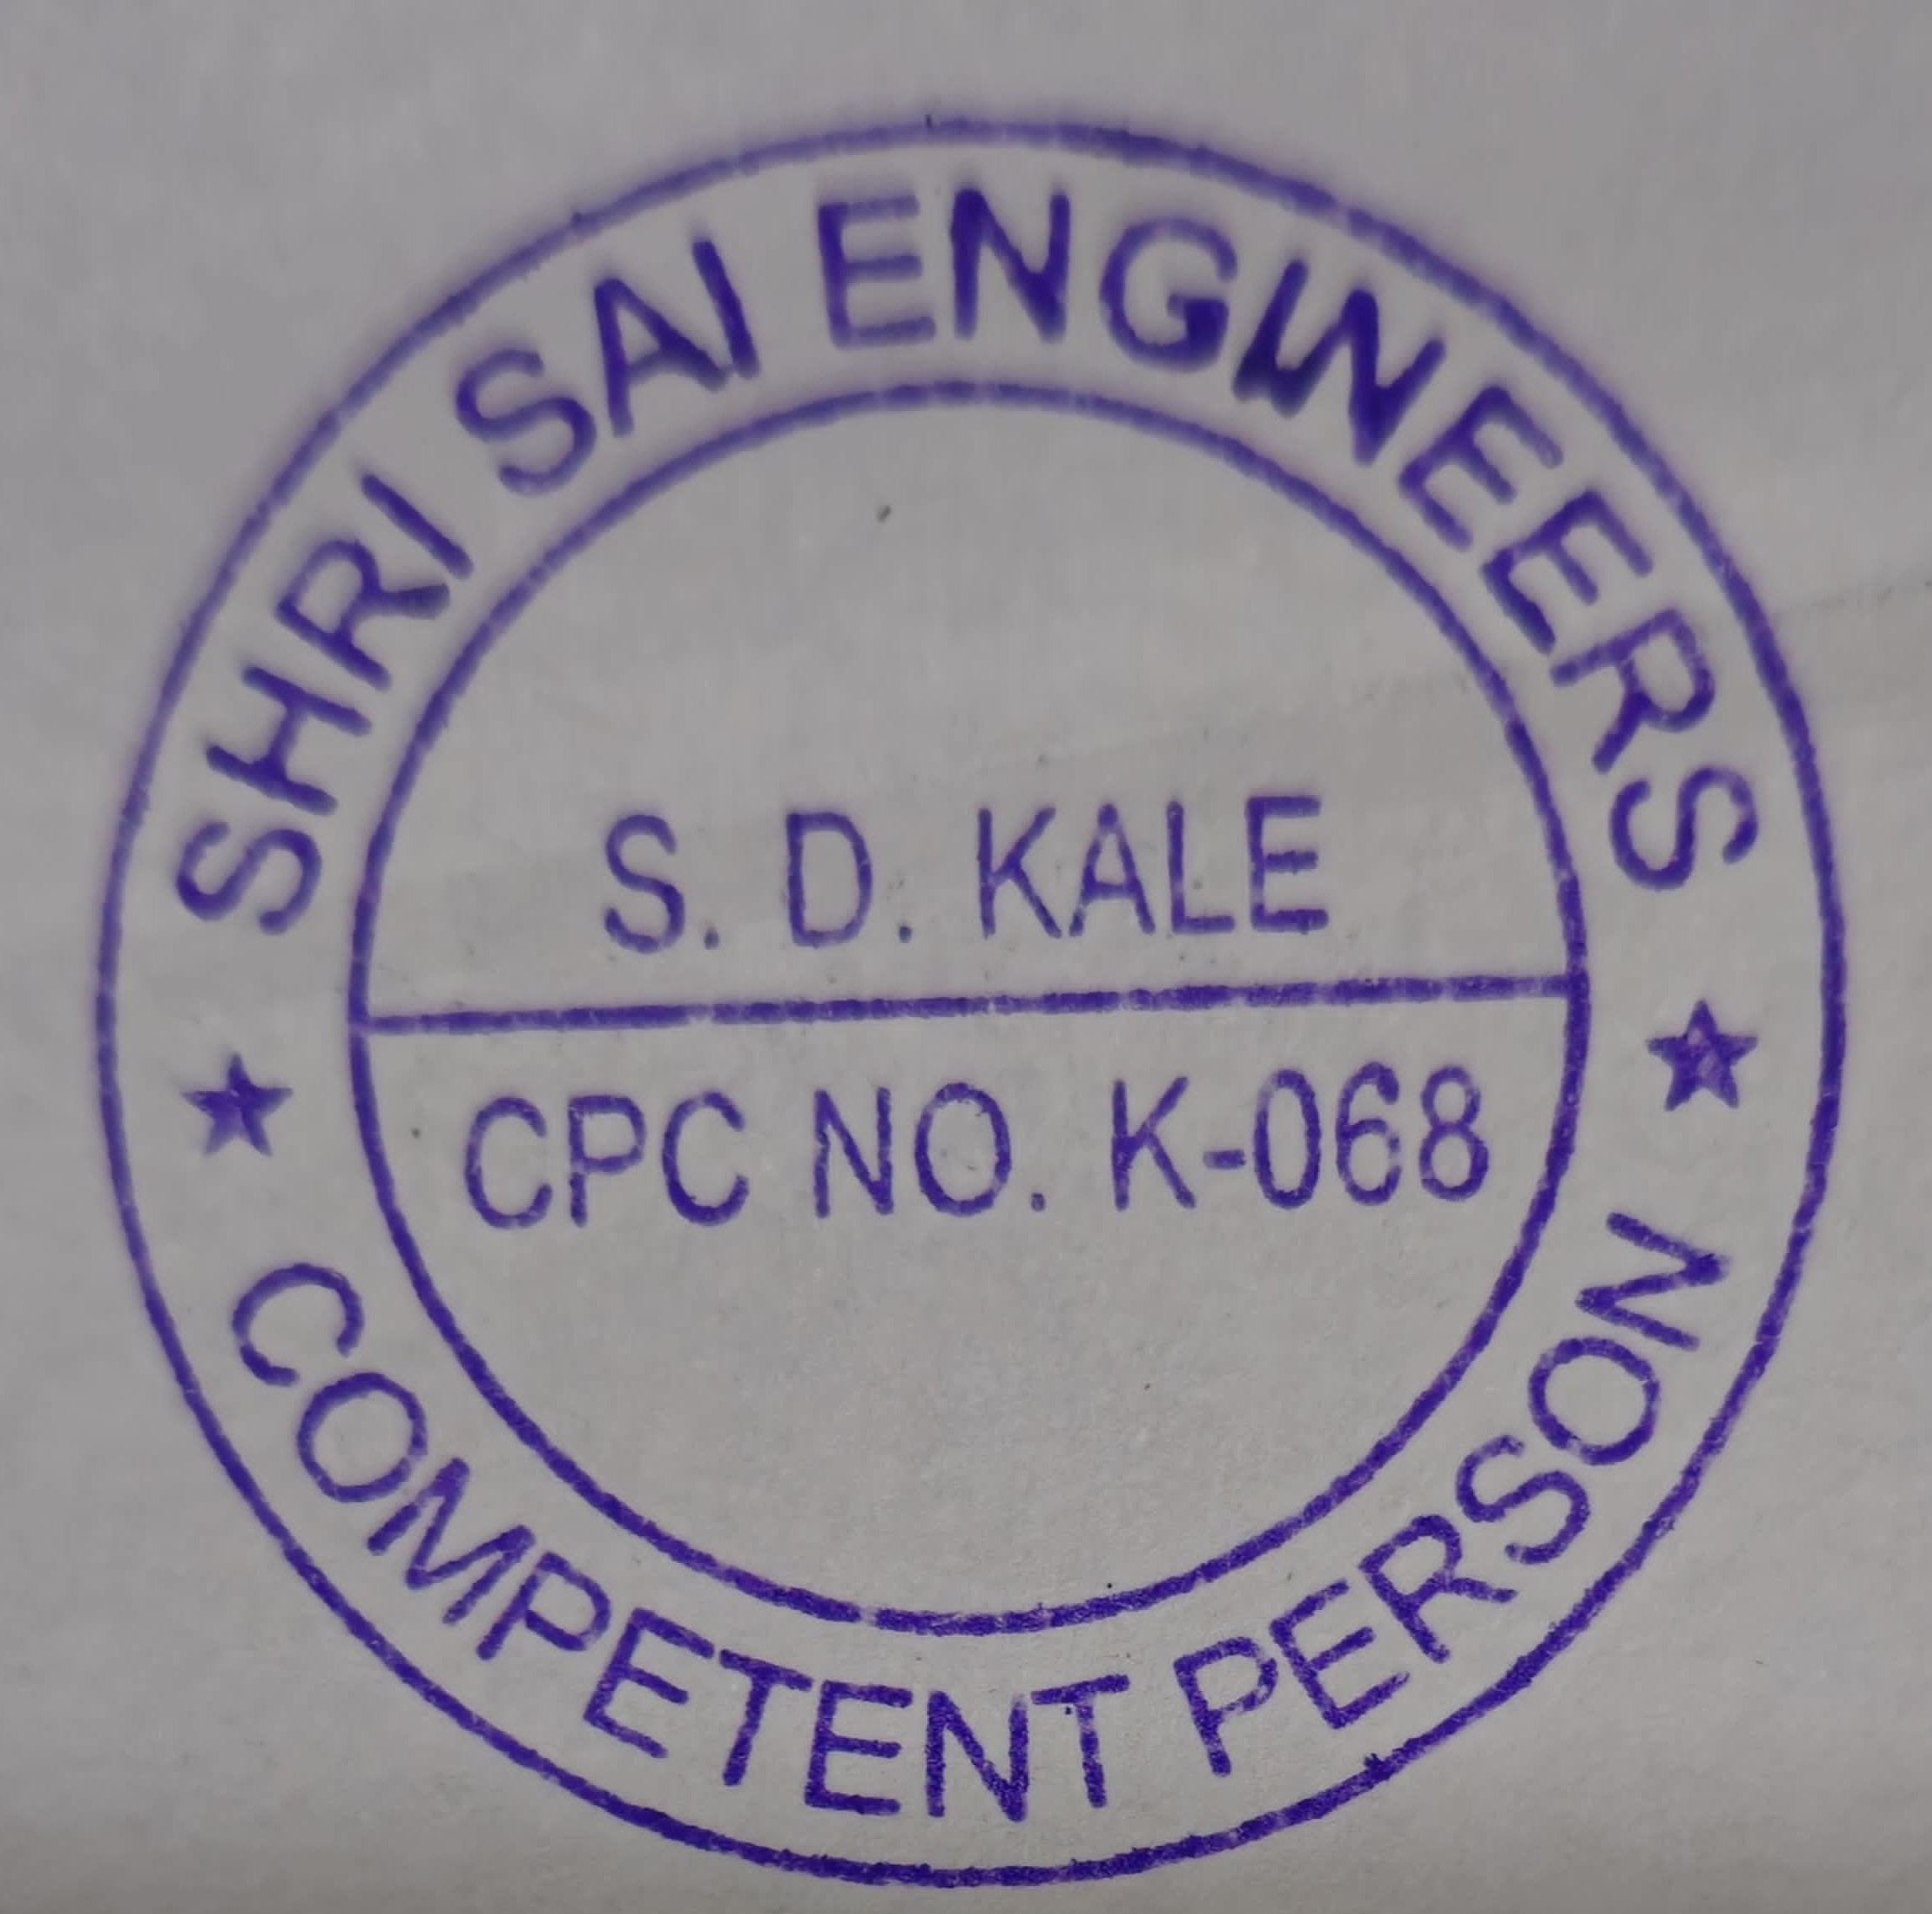 SHRI SAI ENGINEERS
S. D. KALE
CPC NO. K-068
COMPETENT PERSON